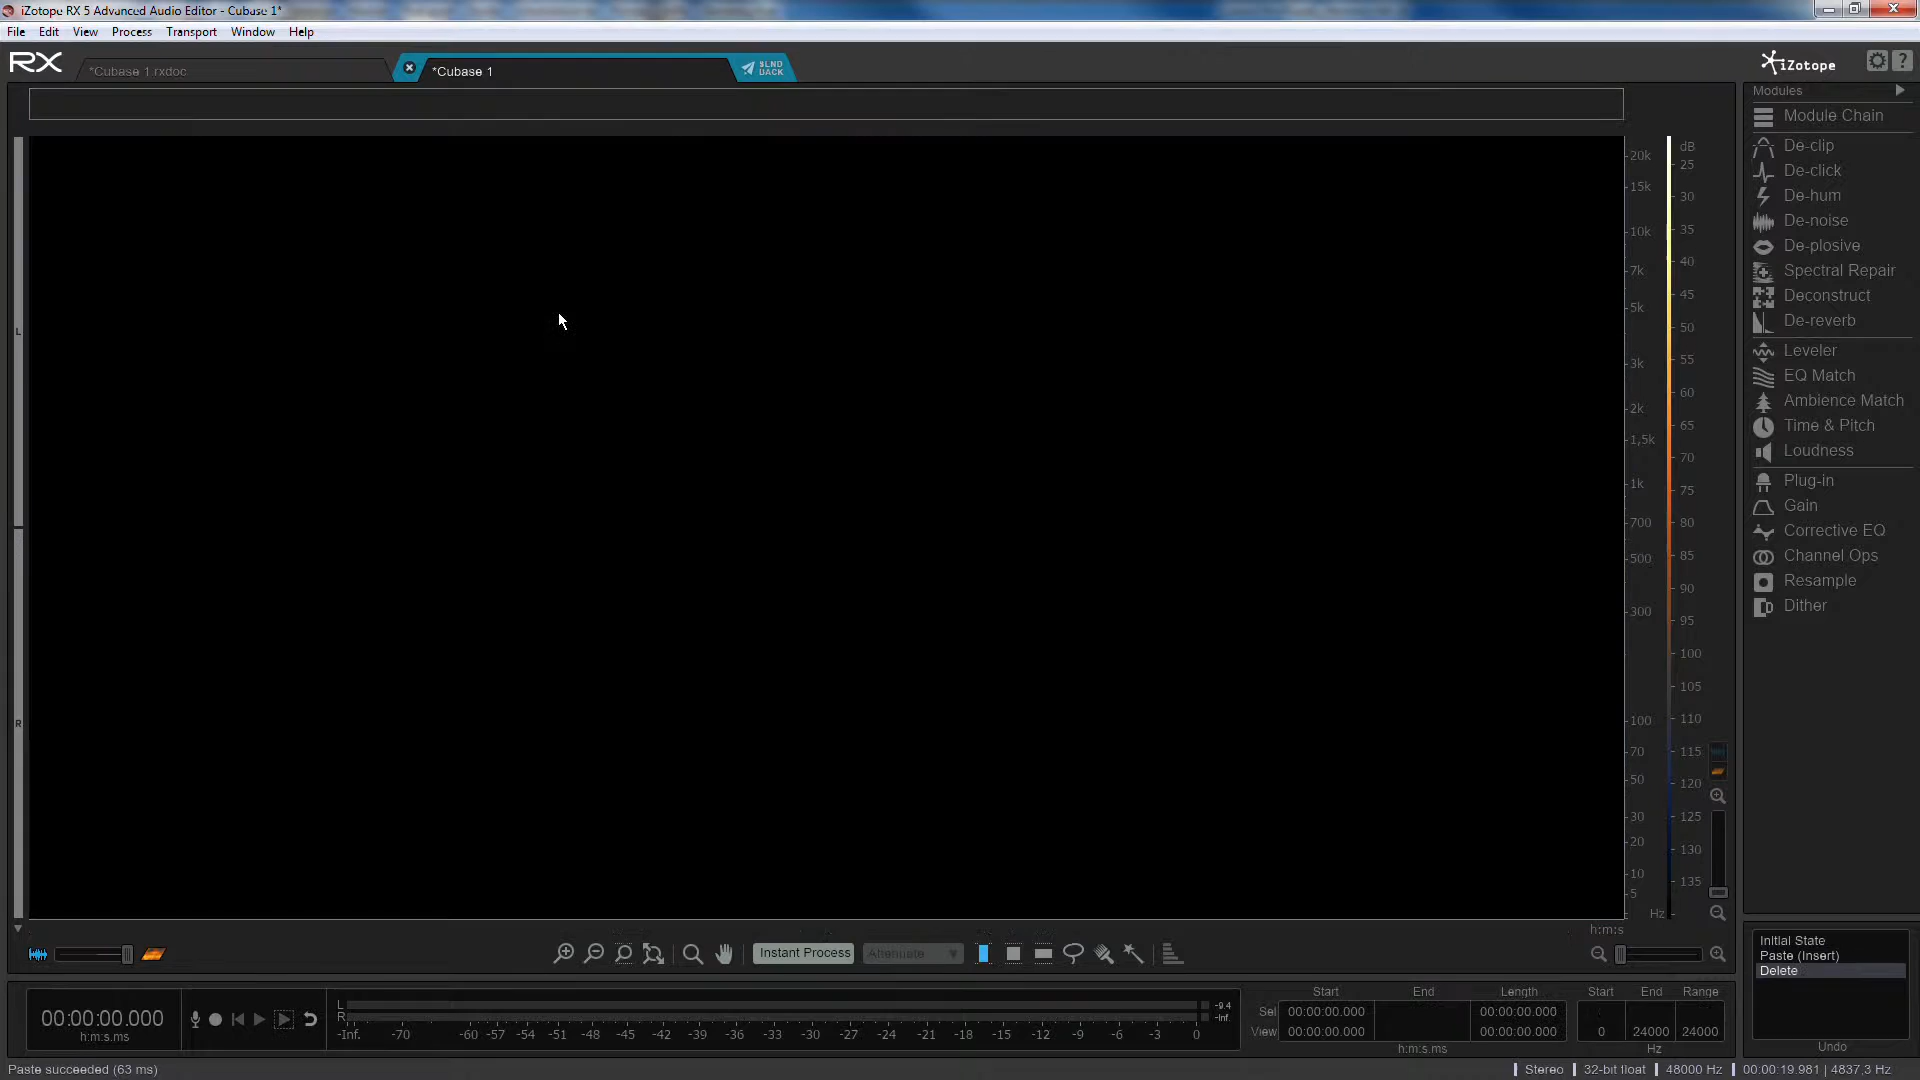 iZotope RX 5 Advanced Audio Editor - Cubase 1*
File Edit View Process Transport Window Help
RX
*Cubase 1.rxdoc
*Cubase 1
SEND
BACK
iZotope
?
Modules
Module Chain
De-clip
De-click
De-hum
De-noise
De-plosive
Spectral Repair
Deconstruct
De-reverb
Leveler
EQ Match
Ambience Match
Time & Pitch
Loudness
Plug-in
Gain
Corrective EQ
Channel Ops
Resample
Dither
L
R
20k
15k
10k
7k
5k
3k
2k
1,5k
1k
700
500
300
100
70
50
30
20
10
5
Hz
dB
25
30
35
40
45
50
55
60
65
70
75
80
85
90
95
100
105
110
115
120
125
130
135
h:m:s
Instant Process
Attenuate
Initial State
Paste (Insert)
Delete
Undo
00:00:00.000
h:m:s.ms
L
R
-9.4
-Inf.
-Inf. -70 -60 -57 -54 -51 -48 -45 -42 -39 -36 -33 -30 -27 -24 -21 -18 -15 -12 -9 -6 -3 0
Start End Length Start End Range
Sel 00:00:00.000 00:00:00.000
View 00:00:00.000 00:00:00.000 0 24000 24000
h:m:s.ms Hz
Paste succeeded (63 ms)
Stereo 32-bit float 48000 Hz 00:00:19.981 | 4837,3 Hz